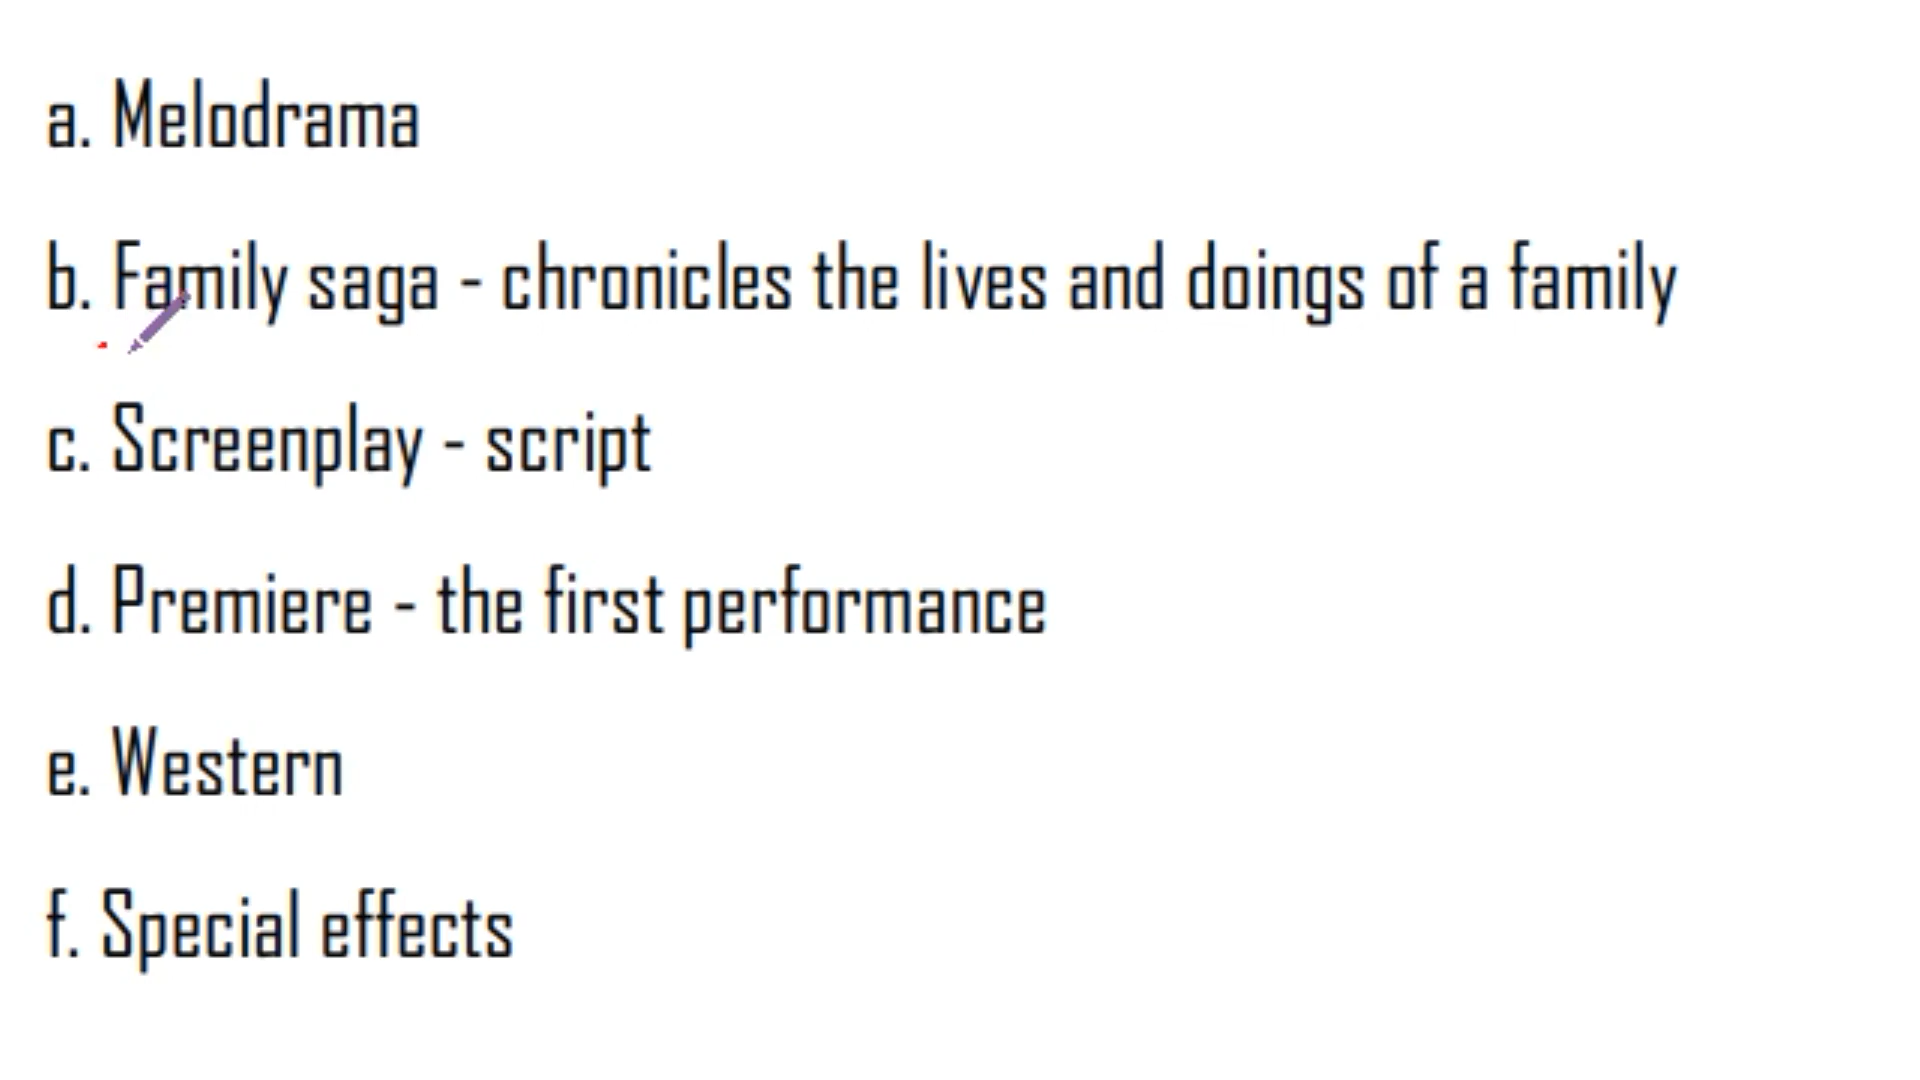 a. Melodrama
b. Family saga - chronicles the lives and doings of a family
c. Screenplay - script
d. Premiere - the first performance
e. Western
f. Special effects